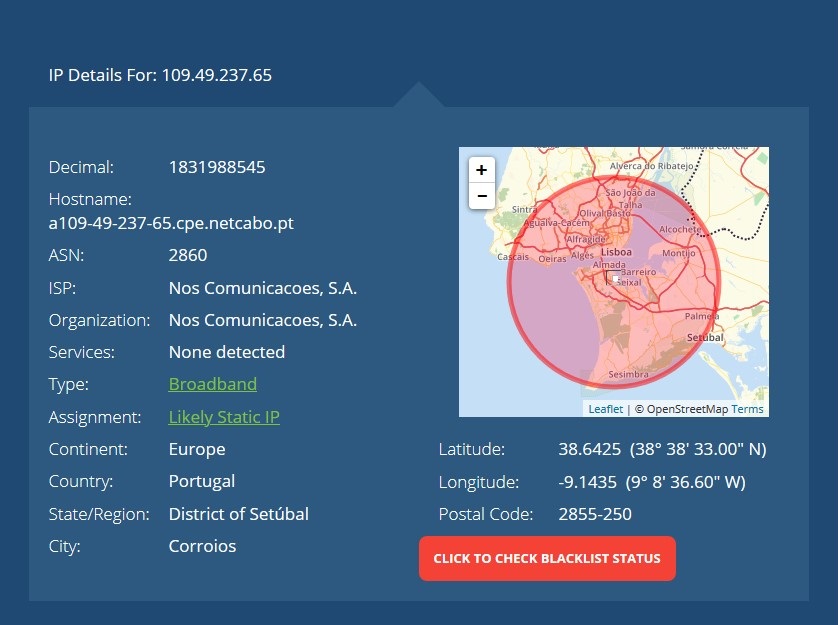 IP Details For: 109.49.237.65
Decimal: 1831988545
Hostname:
a109-49-237-65.cpe.netcabo.pt
ASN: 2860
ISP: Nos Comunicacoes, S.A.
Organization: Nos Comunicacoes, S.A.
Services: None detected
Type: Broadband
Assignment: Likely Static IP
Continent: Europe
Country: Portugal
State/Region: District of Setúbal
City: Corroios
+
−
Alverca do Ribatejo
São João da
Talha
Sintra
Olival Basto
Agualva-Cacém
Alcochete
Alfragide
Lisboa
Cascais
Oeiras
Algés
Montijo
Almada
Barreiro
Seixal
Palmela
Setúbal
Sesimbra
Leaflet | © OpenStreetMap Terms
Latitude: 38.6425 (38° 38' 33.00" N)
Longitude: -9.1435 (9° 8' 36.60" W)
Postal Code: 2855-250
CLICK TO CHECK BLACKLIST STATUS